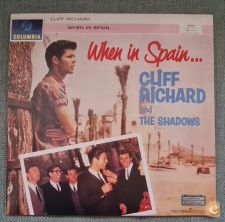 COLUMBIA
CLIFF RICHARD
WHEN IN SPAIN...
When in Spain...
CLIFF
RICHARD
and
THE SHADOWS